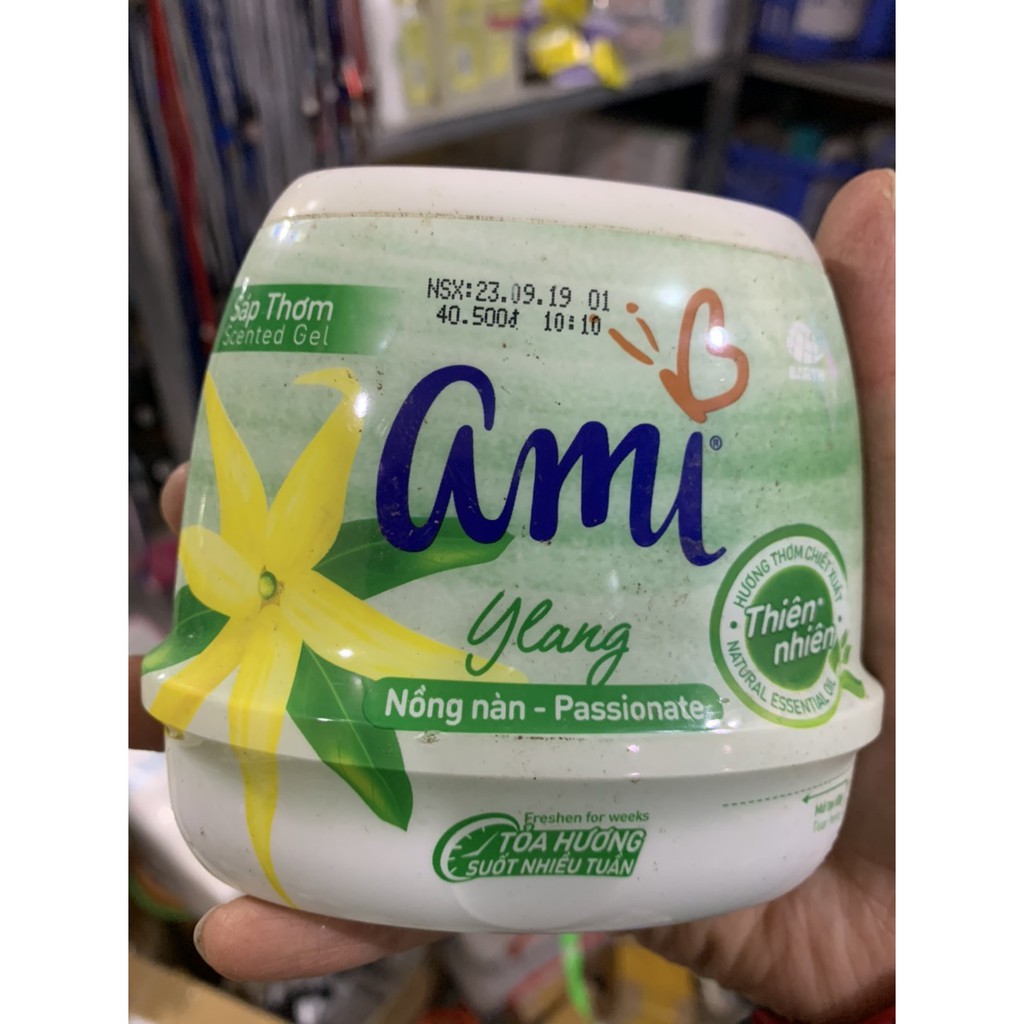 NSX:23.09.19 01
40.500đ 10:10
Sáp Thơm
Scented Gel
ami®
ylang
Nồng nàn - Passionate
HƯƠNG THƠM CHIẾT XUẤT
Thiên*
nhiên
NATURAL ESSENTIAL OIL
Freshen for weeks
TỎA HƯƠNG
SUỐT NHIỀU TUẦN